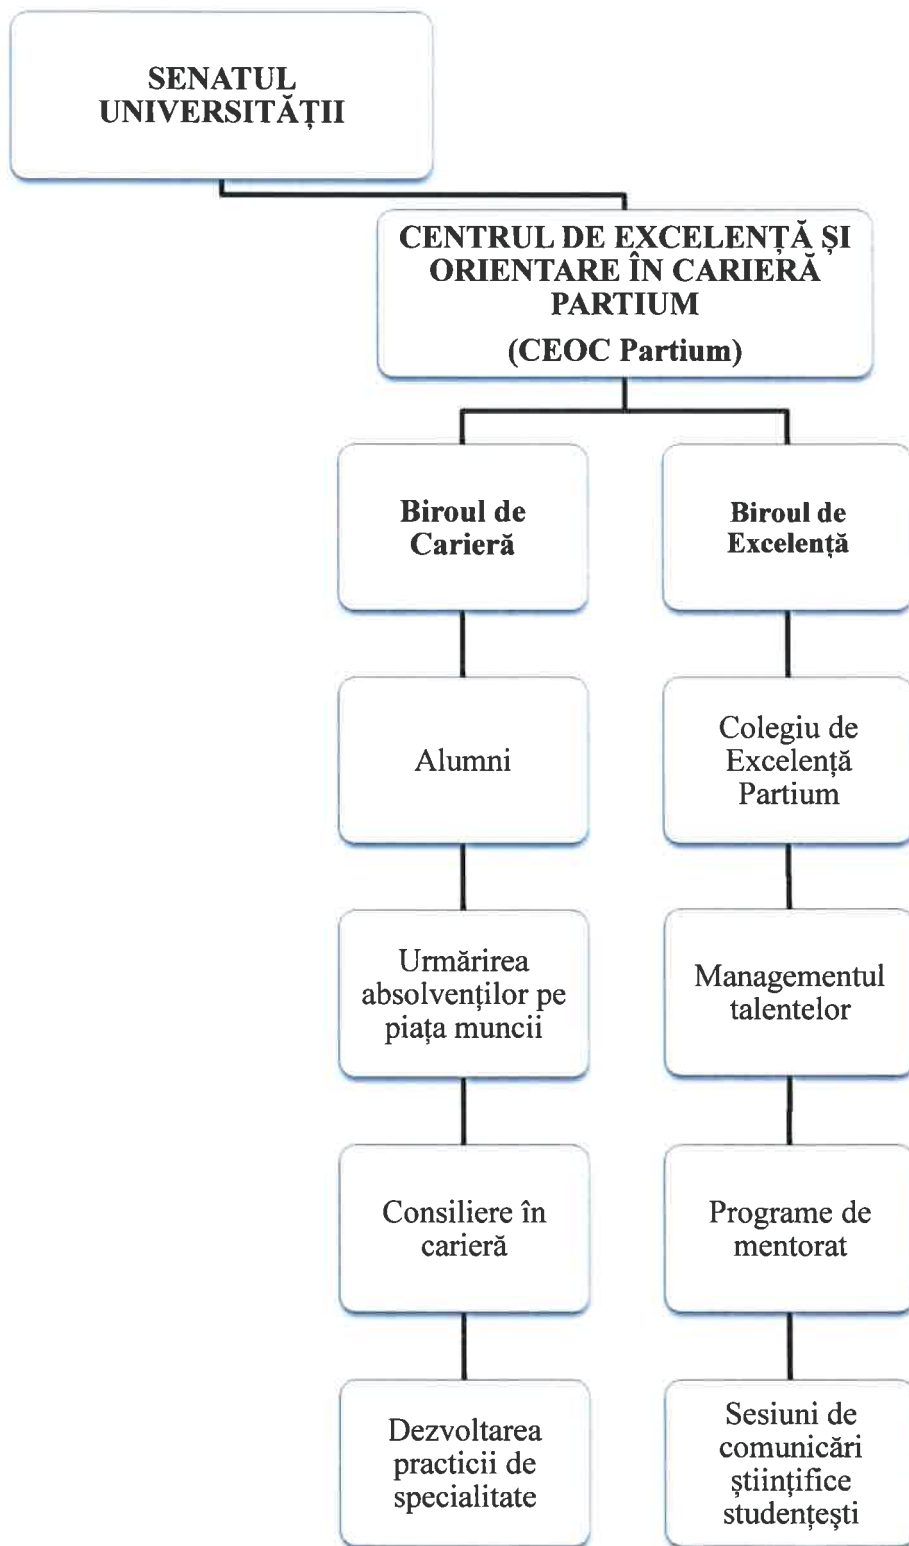 SENATUL
UNIVERSITĂȚII
CENTRUL DE EXCELENȚĂ ȘI
ORIENTARE ÎN CARIERĂ
PARTIUM
(CEOC Partium)
Biroul de
Carieră
Biroul de
Excelență
Alumni
Colegiu de
Excelență
Partium
Urmărirea
absolvenților pe
piața muncii
Managementul
talentelor
Consiliere în
carieră
Programe de
mentorat
Dezvoltarea
practicii de
specialitate
Sesiuni de
comunicări
științifice
studențești